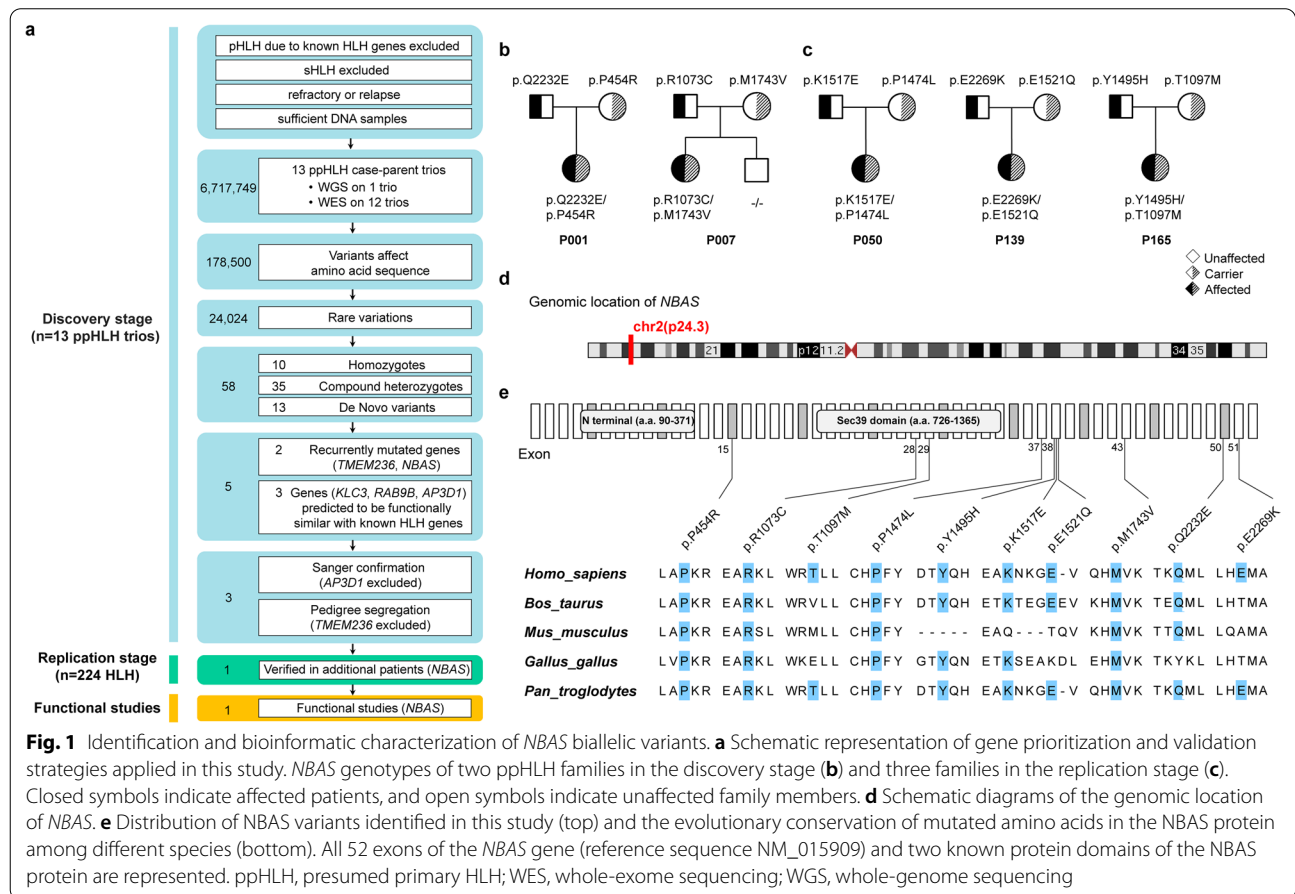 a
pHLH due to known HLH genes excluded
sHLH excluded
refractory or relapse
sufficient DNA samples
6,717,749
13 ppHLH case-parent trios
• WGS on 1 trio
• WES on 12 trios
178,500
Variants affect
amino acid sequence
24,024
Rare variations
Discovery stage
(n=13 ppHLH trios)
58
10 Homozygotes
35 Compound heterozygotes
13 De Novo variants
5
2 Recurrently mutated genes
(TMEM236, NBAS)
3 Genes (KLC3, RAB9B, AP3D1)
predicted to be functionally
similar with known HLH genes
3
Sanger confirmation
(AP3D1 excluded)
Pedigree segregation
(TMEM236 excluded)
Replication stage
(n=224 HLH)
1 Verified in additional patients (NBAS)
Functional studies
1 Functional studies (NBAS)
b
p.Q2232E p.P454R p.R1073C p.M1743V
p.Q2232E/
p.P454R
p.R1073C/
p.M1743V
-/-
P001 P007
c
p.K1517E p.P1474L p.E2269K p.E1521Q p.Y1495H p.T1097M
p.K1517E/
p.P1474L
p.E2269K/
p.E1521Q
p.Y1495H/
p.T1097M
P050 P139 P165
Unaffected
Carrier
Affected
d
Genomic location of NBAS
chr2(p24.3)
21 p12 11.2 34 35
e
N terminal (a.a. 90-371) Sec39 domain (a.a. 726-1365)
Exon 15 28 29 37 38 43 50 51
p.P454R p.R1073C p.T1097M p.P1474L p.Y1495H p.K1517E p.E1521Q p.M1743V p.Q2232E p.E2269K
Homo_sapiens LAPKR EARKL WRTLL CHPFY DTYQH EAKNKGE-V QHMVK TKQML LHEMA
Bos_taurus LAPKR EARKL WRVLL CHPFY DTYQH ETKTEGEEV KHMVK TEQML LHTMA
Mus_musculus LAPKR EARSL WRMLL CHPFY ----- EAQ---TQV KHMVK TTQML LQAMA
Gallus_gallus LVPKR EARKL WKELL CHPFY GTYQN ETKSEAKDL EHMVK TKYKL LHTMA
Pan_troglodytes LAPKR EARKL WRTLL CHPFY DTYQH EAKNKGE-V QHMVK TKQML LHEMA
Fig. 1 Identification and bioinformatic characterization of NBAS biallelic variants. a Schematic representation of gene prioritization and validation
strategies applied in this study. NBAS genotypes of two ppHLH families in the discovery stage (b) and three families in the replication stage (c).
Closed symbols indicate affected patients, and open symbols indicate unaffected family members. d Schematic diagrams of the genomic location
of NBAS. e Distribution of NBAS variants identified in this study (top) and the evolutionary conservation of mutated amino acids in the NBAS protein
among different species (bottom). All 52 exons of the NBAS gene (reference sequence NM_015909) and two known protein domains of the NBAS
protein are represented. ppHLH, presumed primary HLH; WES, whole-exome sequencing; WGS, whole-genome sequencing